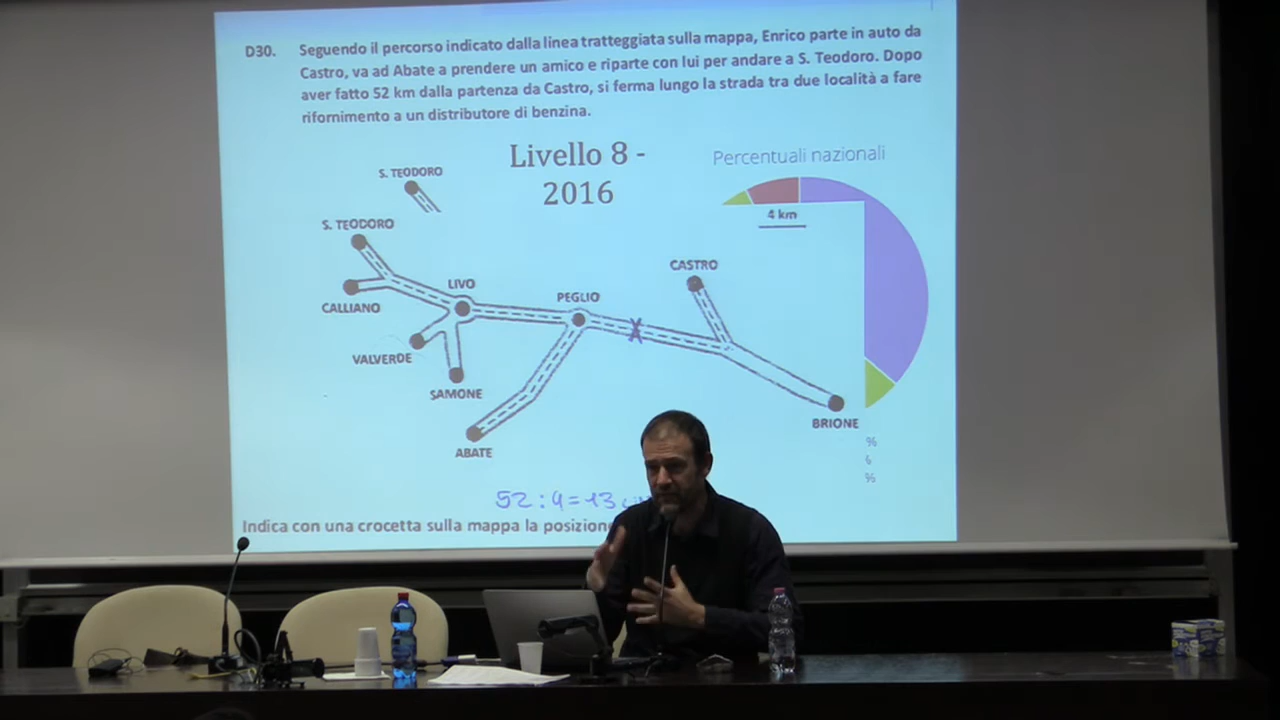 D30. Seguendo il percorso indicato dalla linea tratteggiata sulla mappa, Enrico parte in auto da
Castro, va ad Abate a prendere un amico e riparte con lui per andare a S. Teodoro. Dopo
aver fatto 52 km dalla partenza da Castro, si ferma lungo la strada tra due località a fare
rifornimento a un distributore di benzina.
Livello 8 -
2016
Percentuali nazionali
S. TEODORO
4 km
S. TEODORO
CASTRO
LIVO
PEGLIO
CALLIANO
VALVERDE
SAMONE
BRIONE
ABATE
%
%
52:4=13
Indica con una crocetta sulla mappa la posizione